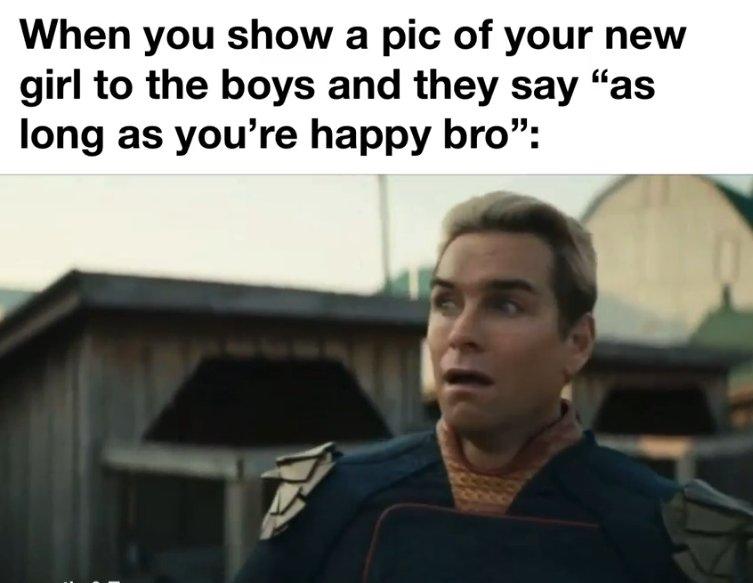 When you show a pic of your new
girl to the boys and they say “as
long as you’re happy bro”: